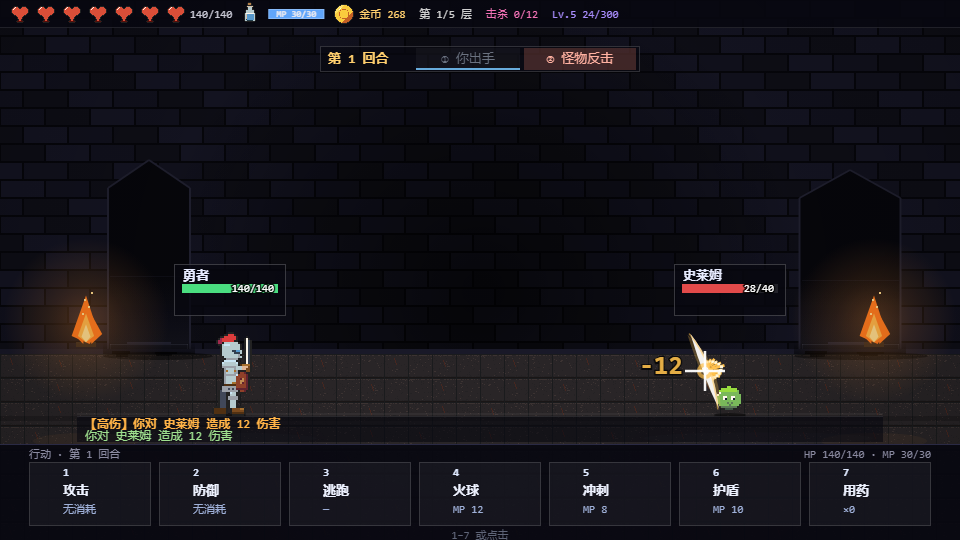 140/140 MP 30/30 金币 268 第 1/5 层 击杀 0/12 Lv.5 24/300
第 1 回合 ① 你出手 ② 怪物反击
勇者
140/140
史莱姆
28/40
-12
【高伤】你对 史莱姆 造成 12 伤害
你对 史莱姆 造成 12 伤害
行动 · 第 1 回合 HP 140/140 · MP 30/30
1 2 3 4 5 6 7
攻击 防御 逃跑 火球 冲刺 护盾 用药
无消耗 无消耗 — MP 12 MP 8 MP 10 ×0
1-7 或点击